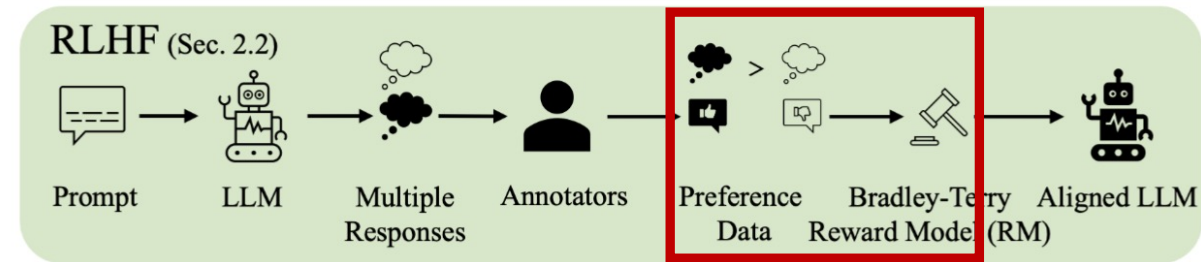 RLHF (Sec. 2.2)
>
Prompt
LLM
Multiple
Responses
Annotators
Preference
Data
Bradley-Terry
Reward Model (RM)
Aligned LLM